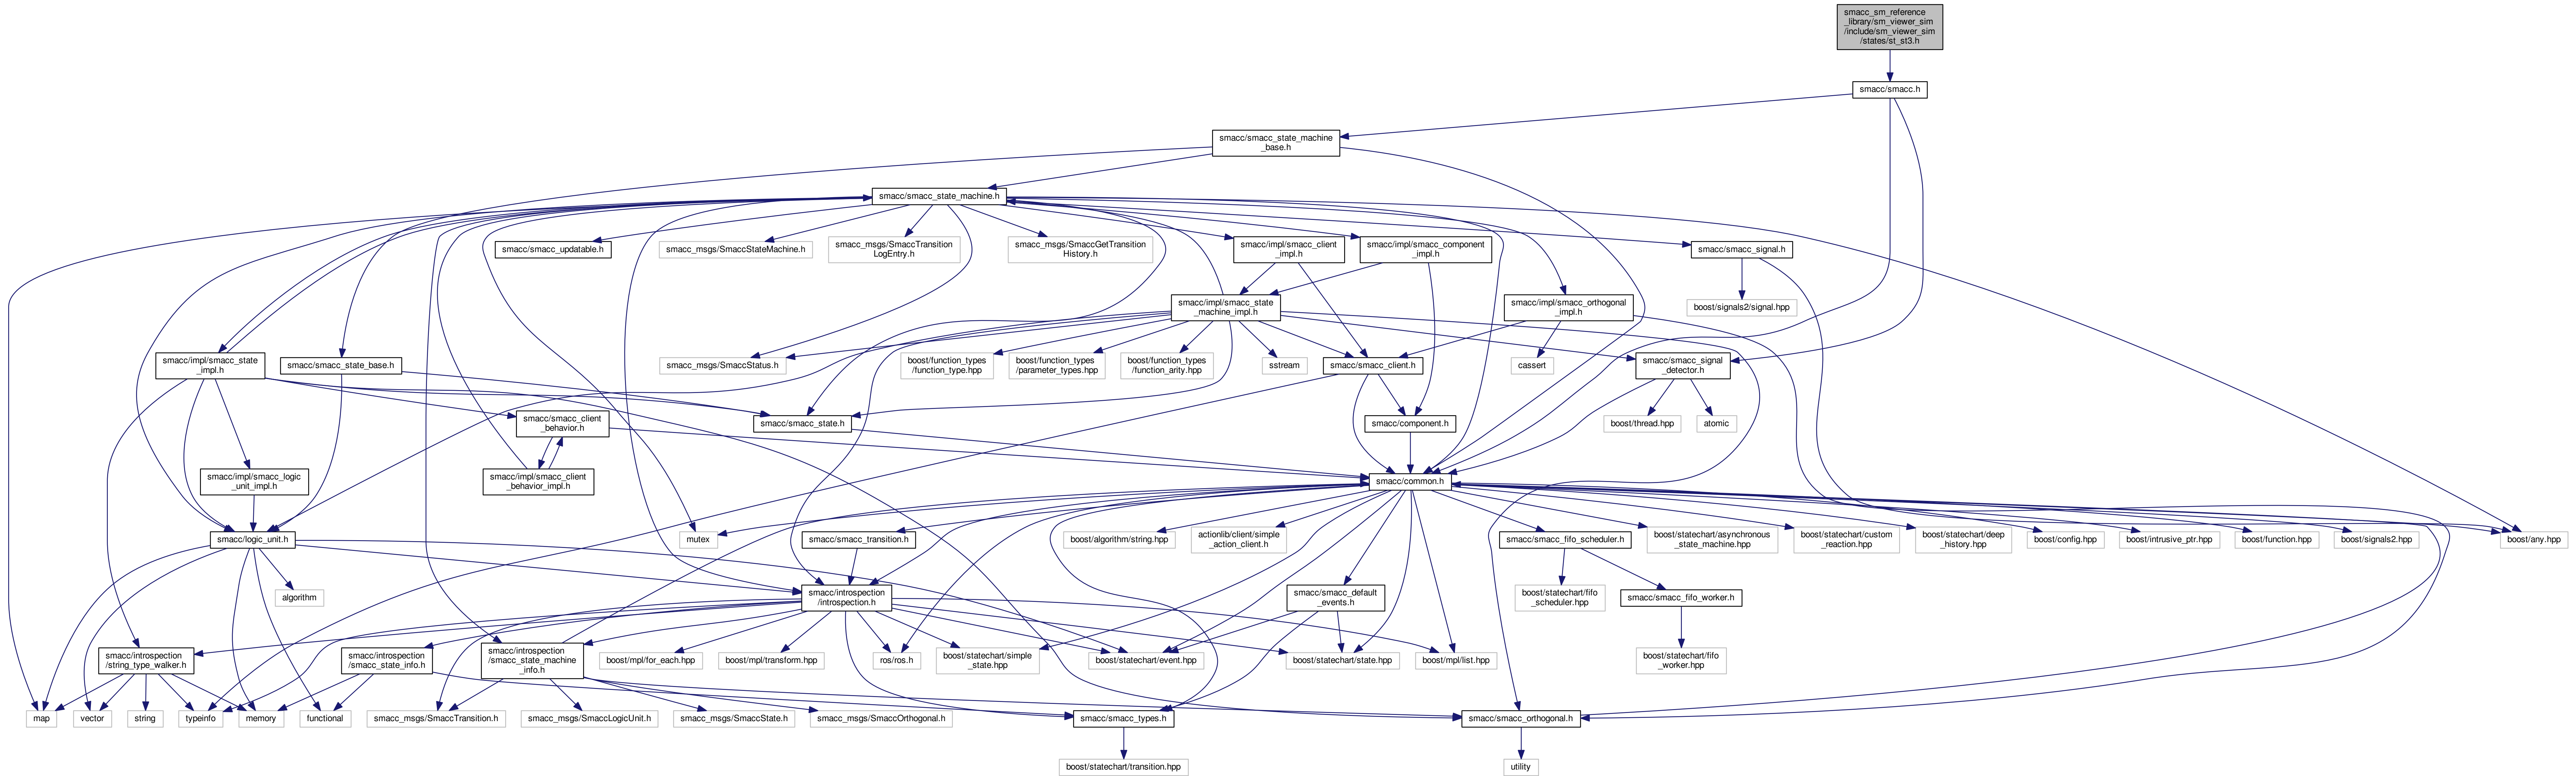 smacc_sm_reference
_library/sm_viewer_sim
/include/sm_viewer_sim
/states/st_st3.h
smacc/smacc.h
smacc/smacc_state_machine
_base.h
smacc/smacc_state_machine.h
smacc/smacc_updatable.h
smacc_msgs/SmaccStateMachine.h
smacc_msgs/SmaccTransition
LogEntry.h
smacc_msgs/SmaccGetTransition
History.h
smacc/impl/smacc_client
_impl.h
smacc/impl/smacc_component
_impl.h
smacc/smacc_signal.h
smacc/impl/smacc_state
_machine_impl.h
smacc/impl/smacc_orthogonal
_impl.h
boost/signals2/signal.hpp
smacc/impl/smacc_state
_impl.h
smacc/smacc_state_base.h
smacc_msgs/SmaccStatus.h
boost/function_types
/function_type.hpp
boost/function_types
/parameter_types.hpp
boost/function_types
/function_arity.hpp
sstream
smacc/smacc_client.h
cassert
smacc/smacc_signal
_detector.h
smacc/smacc_client
_behavior.h
smacc/smacc_state.h
smacc/component.h
boost/thread.hpp
atomic
smacc/impl/smacc_logic
_unit_impl.h
smacc/impl/smacc_client
_behavior_impl.h
smacc/common.h
smacc/logic_unit.h
mutex
smacc/smacc_transition.h
boost/algorithm/string.hpp
actionlib/client/simple
_action_client.h
smacc/smacc_fifo_scheduler.h
boost/statechart/asynchronous
_state_machine.hpp
boost/statechart/custom
_reaction.hpp
boost/statechart/deep
_history.hpp
boost/config.hpp
boost/intrusive_ptr.hpp
boost/function.hpp
boost/signals2.hpp
boost/any.hpp
algorithm
smacc/introspection
/introspection.h
smacc/smacc_default
_events.h
boost/statechart/fifo
_scheduler.hpp
smacc/smacc_fifo_worker.h
smacc/introspection
/string_type_walker.h
smacc/introspection
/smacc_state_info.h
smacc/introspection
/smacc_state_machine
_info.h
boost/mpl/for_each.hpp
boost/mpl/transform.hpp
ros/ros.h
boost/statechart/simple
_state.hpp
boost/statechart/event.hpp
boost/statechart/state.hpp
boost/mpl/list.hpp
boost/statechart/fifo
_worker.hpp
map
vector
string
typeinfo
memory
functional
smacc_msgs/SmaccTransition.h
smacc_msgs/SmaccLogicUnit.h
smacc_msgs/SmaccState.h
smacc_msgs/SmaccOrthogonal.h
smacc/smacc_types.h
smacc/smacc_orthogonal.h
boost/statechart/transition.hpp
utility